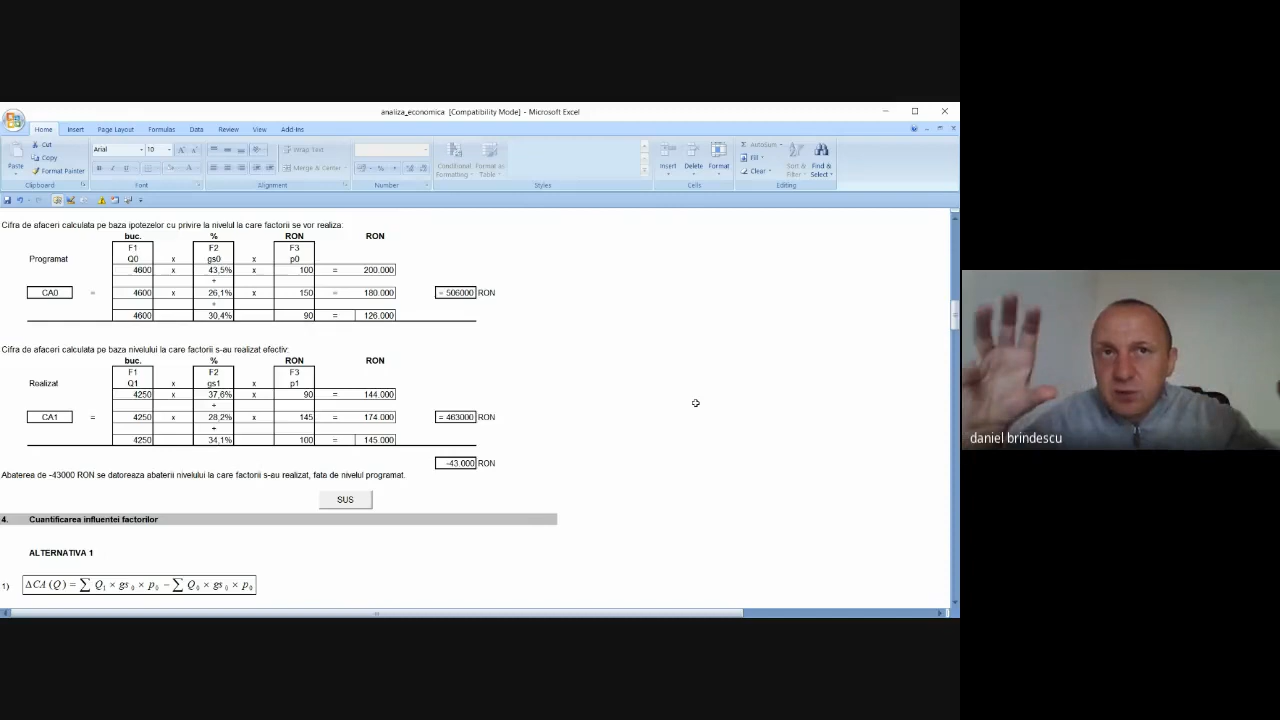 analiza_economica [Compatibility Mode] - Microsoft Excel
Home Insert Page Layout Formulas Data Review View Add-Ins
Cut
Copy
Format Painter
Paste
Clipboard
Arial 10
Font
Wrap Text
Merge & Center
Alignment
Number
Conditional Formatting
Format as Table
Styles
Insert Delete Format
Cells
AutoSum
Fill
Clear
Sort & Filter
Find & Select
Editing
Cifra de afaceri calculata pe baza ipotezelor cu privire la nivelul la care factorii se vor realiza:
buc. % RON RON
F1 F2 F3
Programat Q0 x gs0 x p0
4600 x 43,5% x 100 = 200.000
+
CA0 = 4600 x 26,1% x 150 = 180.000 = 506000 RON
+
4600 x 30,4% x 90 = 126.000
Cifra de afaceri calculata pe baza nivelului la care factorii s-au realizat efectiv:
buc. % RON RON
F1 F2 F3
Realizat Q1 x gs1 x p1
4250 x 37,6% x 90 = 144.000
+
CA1 = 4250 x 28,2% x 145 = 174.000 = 463000 RON
+
4250 x 34,1% x 100 = 145.000
-43.000 RON
Abaterea de -43000 RON se datoreaza abaterii nivelului la care factorii s-au realizat, fata de nivelul programat.
SUS
4. Cuantificarea influentei factorilor
ALTERNATIVA 1
1) ΔCA (Q) = ∑ Q₁ × gs₀ × p₀ − ∑ Q₀ × gs₀ × p₀
daniel brindescu